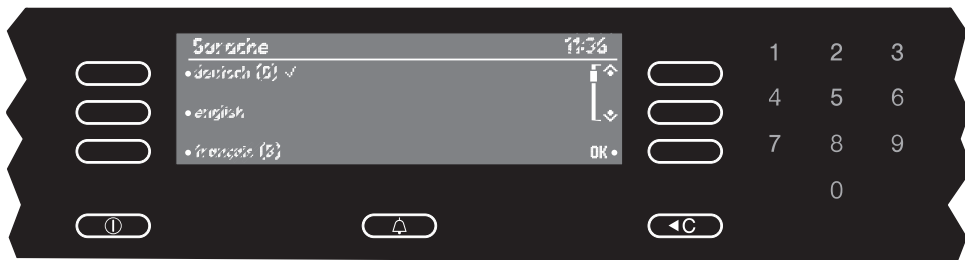 Sprache 11:36
deutsch (D) ✓
english
français (B)
OK
1 2 3
4 5 6
7 8 9
0
C